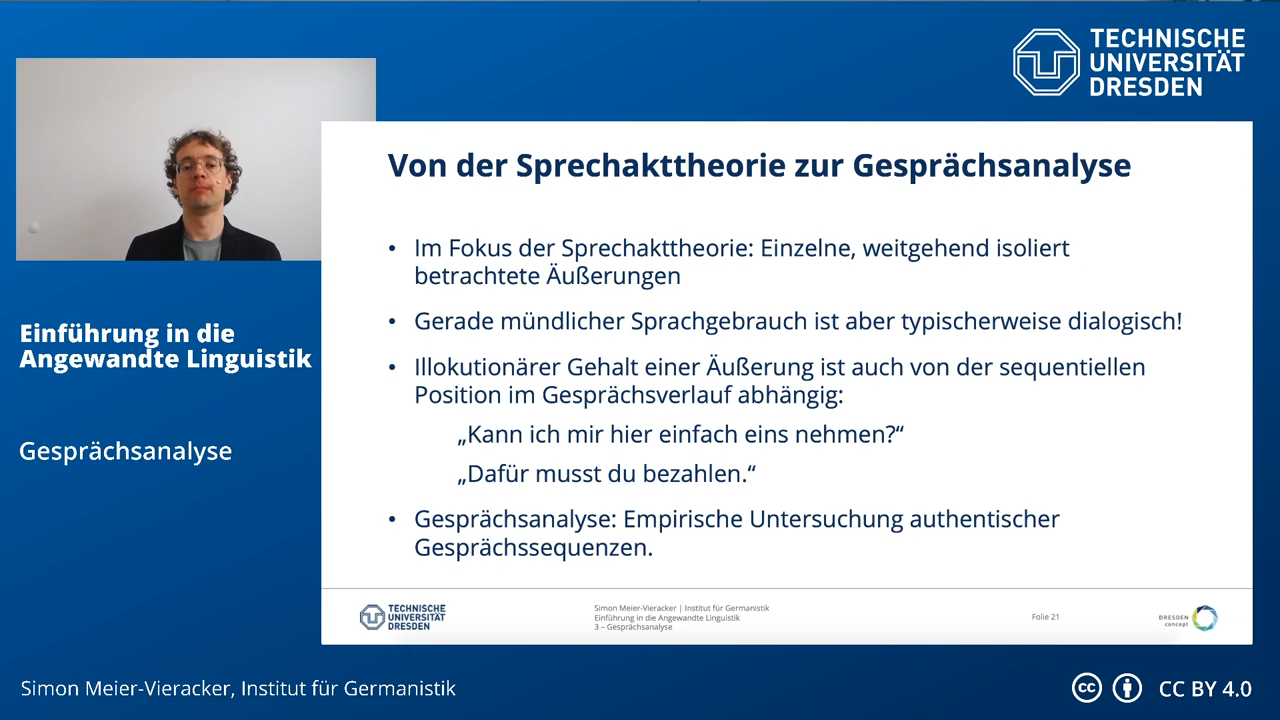 TECHNISCHE
UNIVERSITÄT
DRESDEN
Von der Sprechakttheorie zur Gesprächsanalyse
• Im Fokus der Sprechakttheorie: Einzelne, weitgehend isoliert
betrachtete Äußerungen
• Gerade mündlicher Sprachgebrauch ist aber typischerweise dialogisch!
• Illokutionärer Gehalt einer Äußerung ist auch von der sequentiellen
Position im Gesprächsverlauf abhängig:
„Kann ich mir hier einfach eins nehmen?“
„Dafür musst du bezahlen.“
• Gesprächsanalyse: Empirische Untersuchung authentischer
Gesprächssequenzen.
TECHNISCHE
UNIVERSITÄT
DRESDEN
Simon Meier-Vieracker | Institut für Germanistik
Einführung in die Angewandte Linguistik
3 – Gesprächsanalyse
Folie 21
DRESDEN
concept
Einführung in die
Angewandte Linguistik
Gesprächsanalyse
Simon Meier-Vieracker, Institut für Germanistik
cc CC BY 4.0